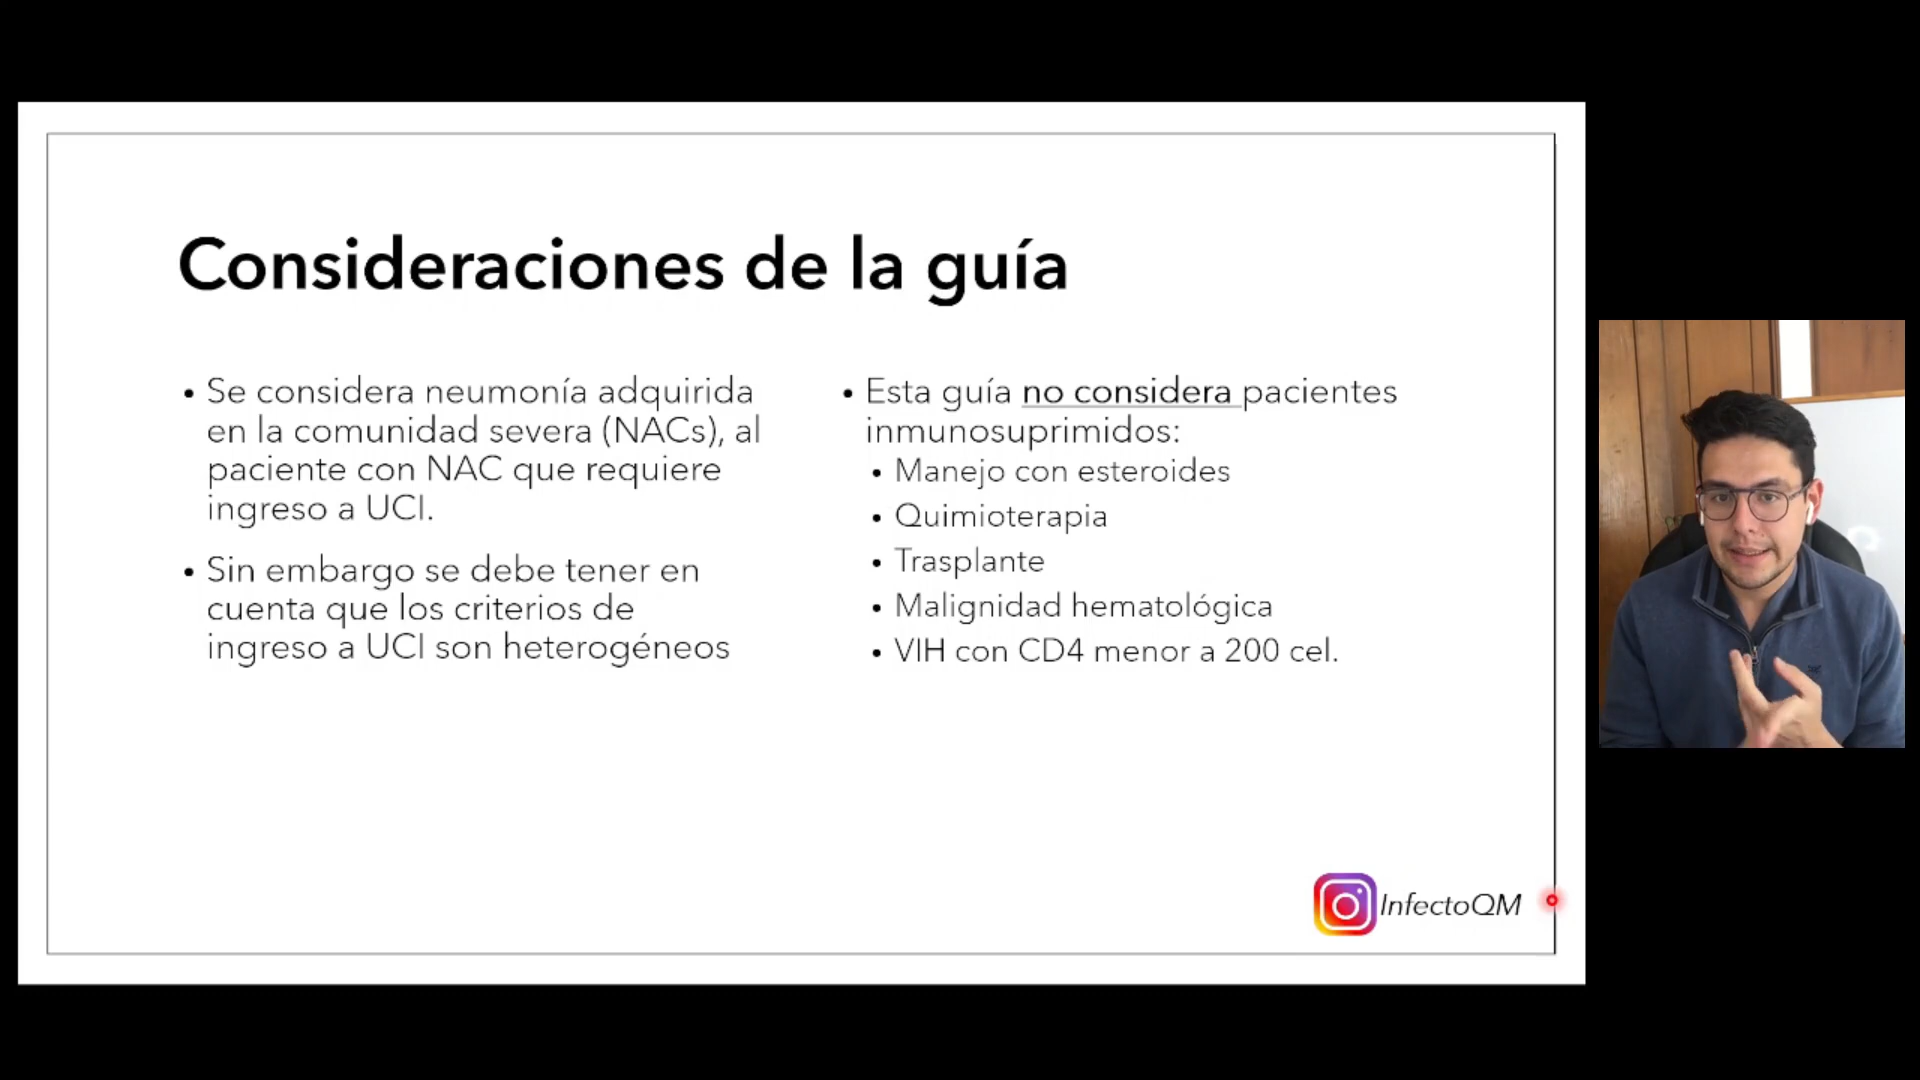 Consideraciones de la guía
• Se considera neumonía adquirida
en la comunidad severa (NACs), al
paciente con NAC que requiere
ingreso a UCI.
• Sin embargo se debe tener en
cuenta que los criterios de
ingreso a UCI son heterogéneos
• Esta guía no considera pacientes
inmunosuprimidos:
• Manejo con esteroides
• Quimioterapia
• Trasplante
• Malignidad hematológica
• VIH con CD4 menor a 200 cel.
InfectoQM